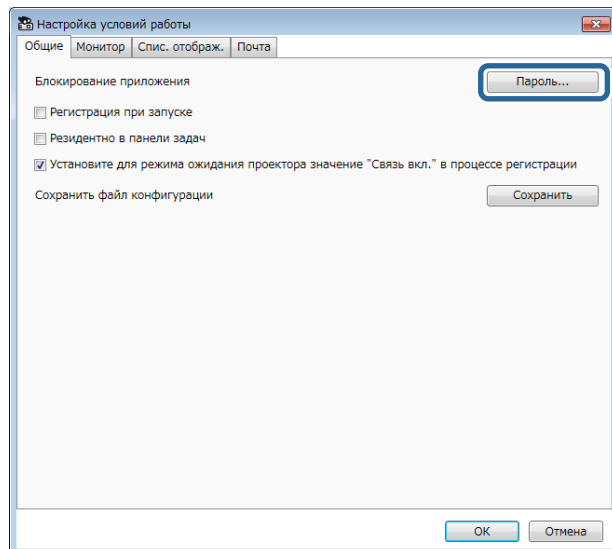 Настройка условий работы
Общие Монитор Спис. отображ. Почта
Блокирование приложения Пароль...
Регистрация при запуске
Резидентно в панели задач
Установите для режима ожидания проектора значение "Связь вкл." в процессе регистрации
Сохранить файл конфигурации Сохранить
OK Отмена